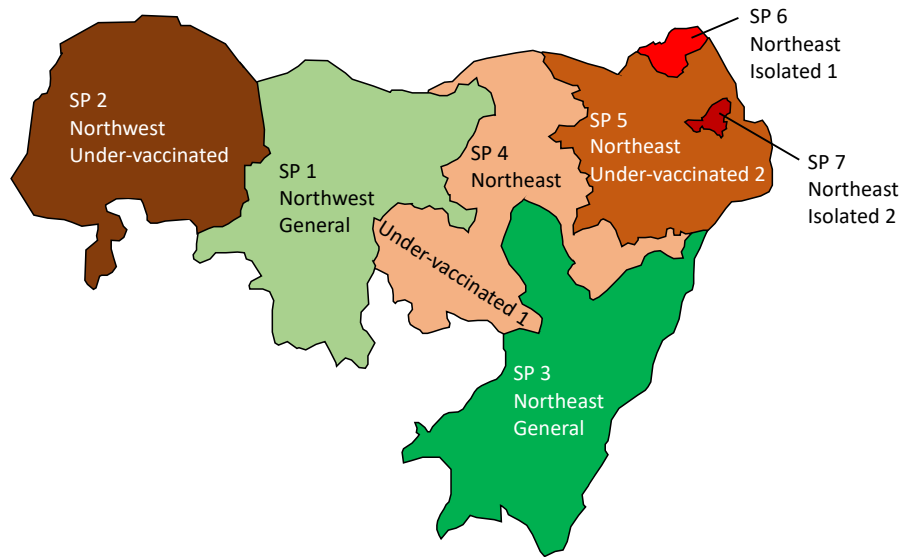 SP 6
Northeast
Isolated 1
SP 2
Northwest
Under-vaccinated
SP 1
Northwest
General
SP 4
Northeast
Under-vaccinated 1
SP 5
Northeast
Under-vaccinated 2
SP 7
Northeast
Isolated 2
SP 3
Northeast
General